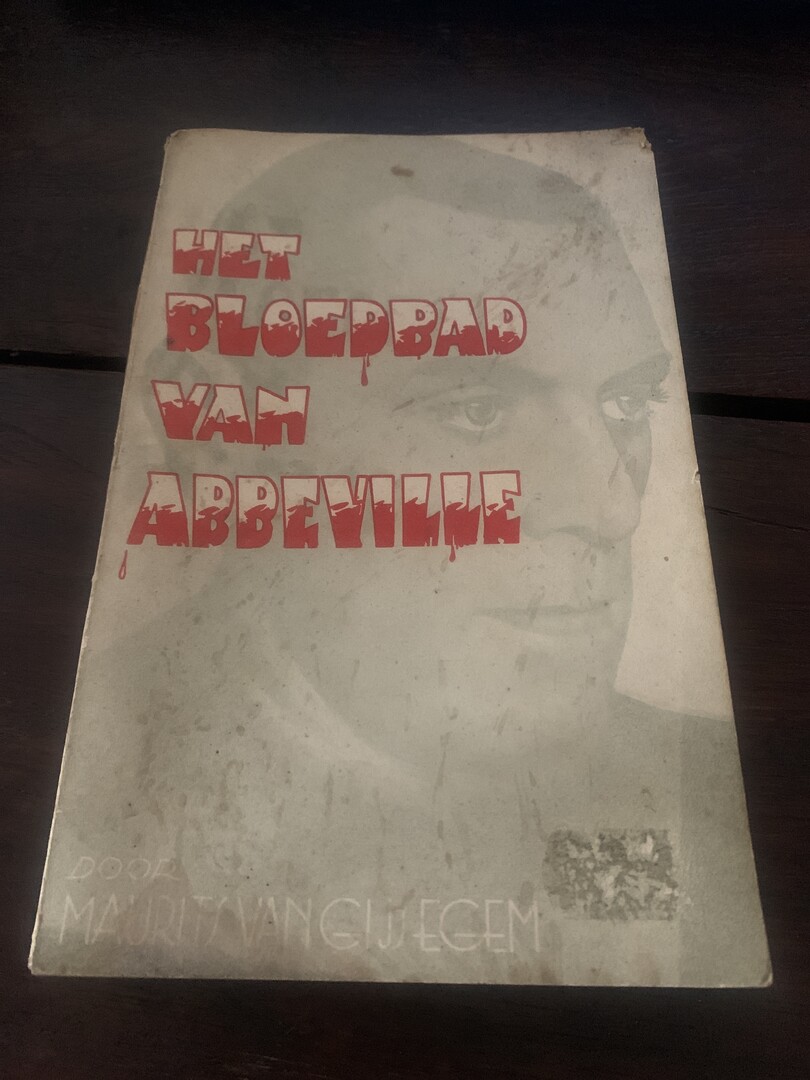 HET
BLOEDBAD
VAN
ABBEVILLE
DOOR
MAURITS VAN GIJSEGEM